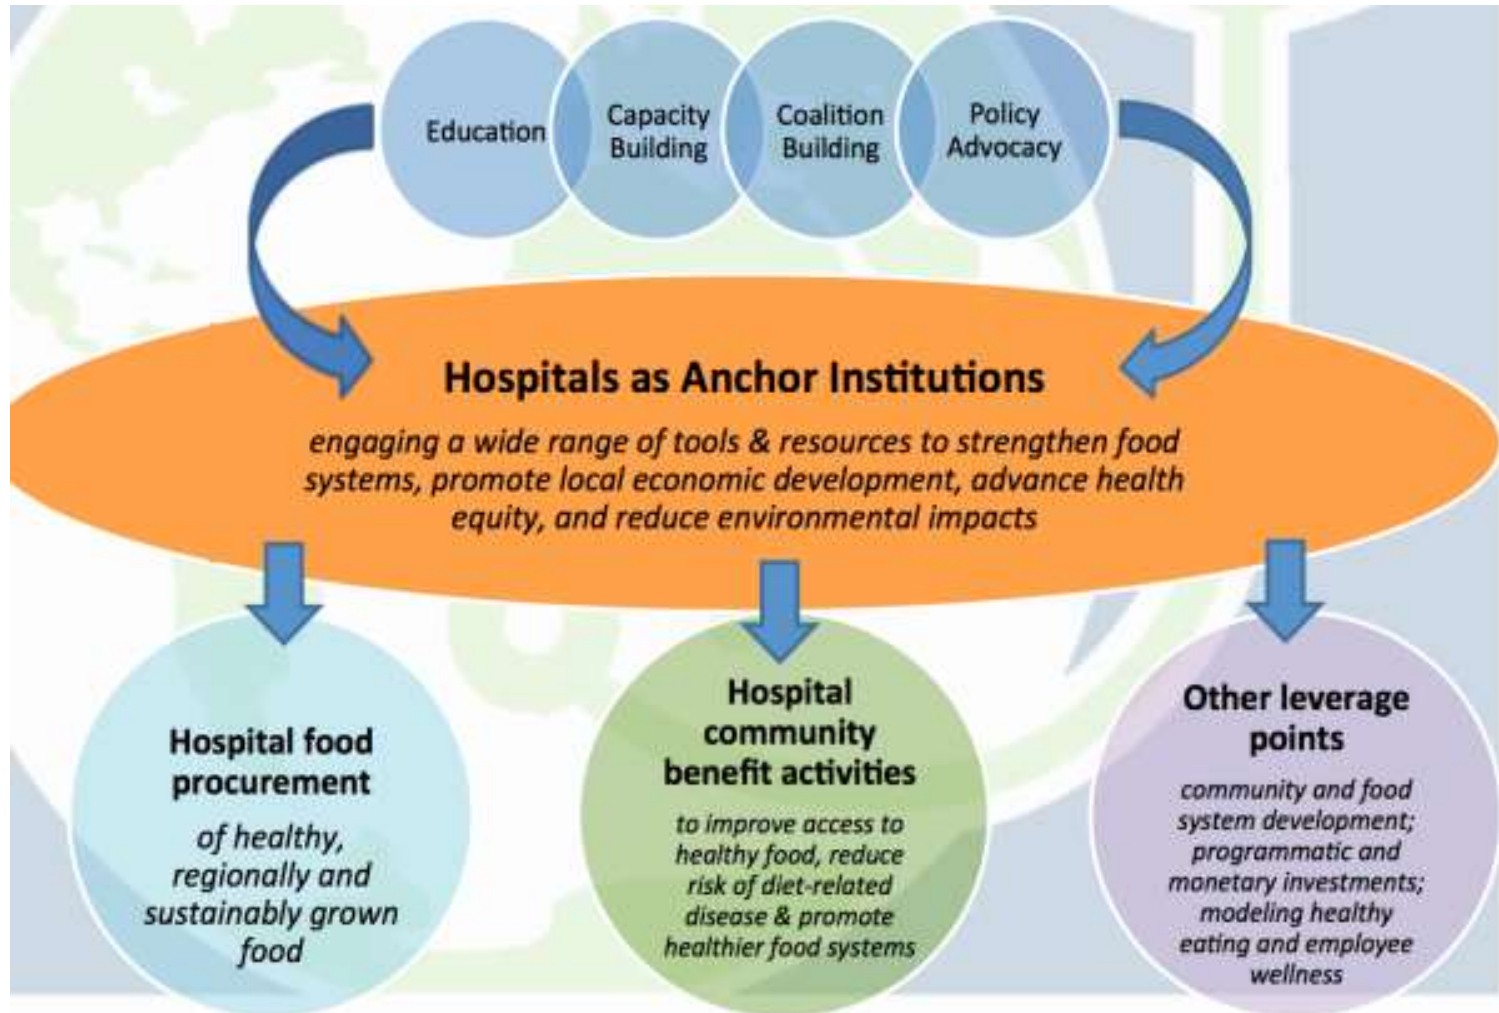 Education
Capacity
Building
Coalition
Building
Policy
Advocacy
Hospitals as Anchor Institutions
engaging a wide range of tools & resources to strengthen food
systems, promote local economic development, advance health
equity, and reduce environmental impacts
Hospital food
procurement
of healthy,
regionally and
sustainably grown
food
Hospital
community
benefit activities
to improve access to
healthy food, reduce
risk of diet-related
disease & promote
healthier food systems
Other leverage
points
community and food
system development;
programmatic and
monetary investments;
modeling healthy
eating and employee
wellness